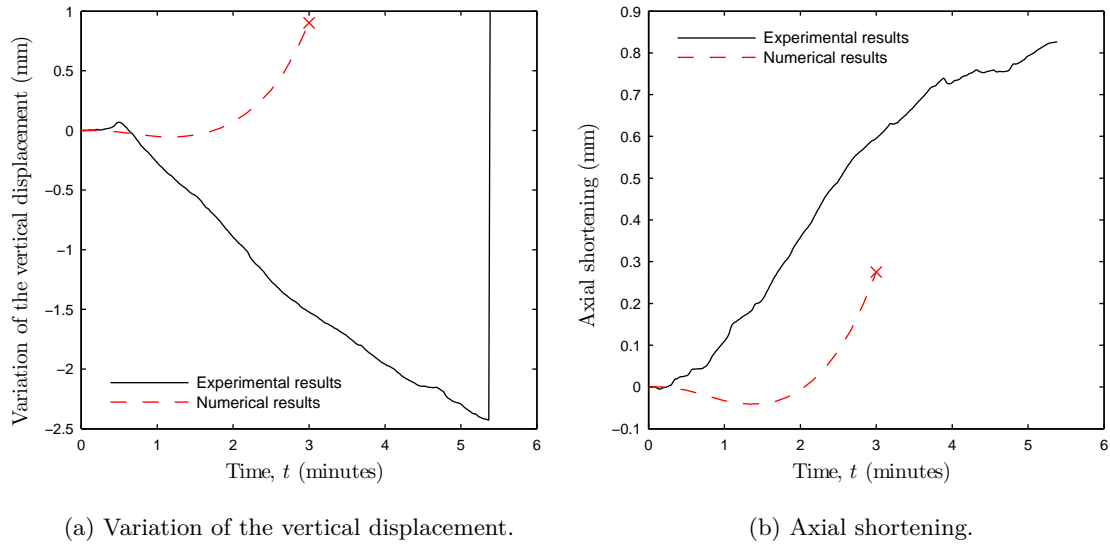 1
0.5
0
−0.5
−1
−1.5
−2
−2.5
0 1 2 3 4 5 6
Variation of the vertical displacement (mm)
Experimental results
Numerical results
Time, t (minutes)
(a) Variation of the vertical displacement.
0.9
0.8
0.7
0.6
0.5
0.4
0.3
0.2
0.1
0
−0.1
0 1 2 3 4 5 6
Axial shortening (mm)
Experimental results
Numerical results
Time, t (minutes)
(b) Axial shortening.